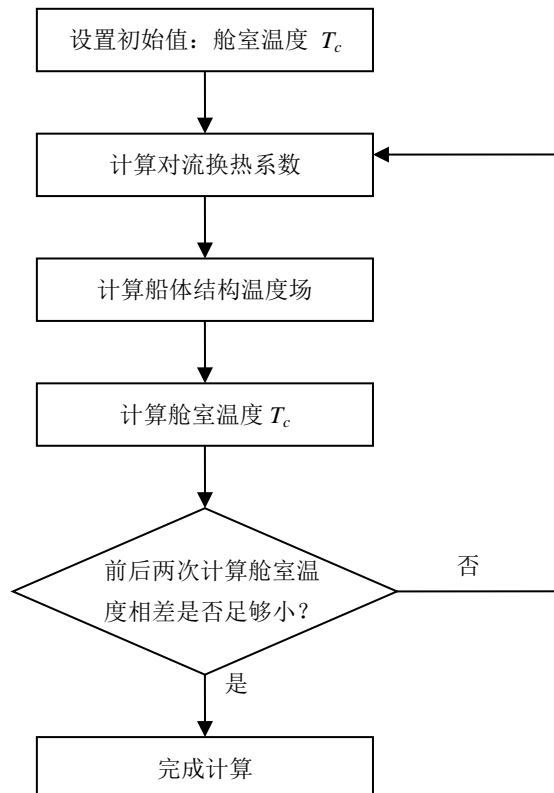 设置初始值：舱室温度 Tc
计算对流换热系数
计算船体结构温度场
计算舱室温度 Tc
前后两次计算舱室温
度相差是否足够小？
否
是
完成计算